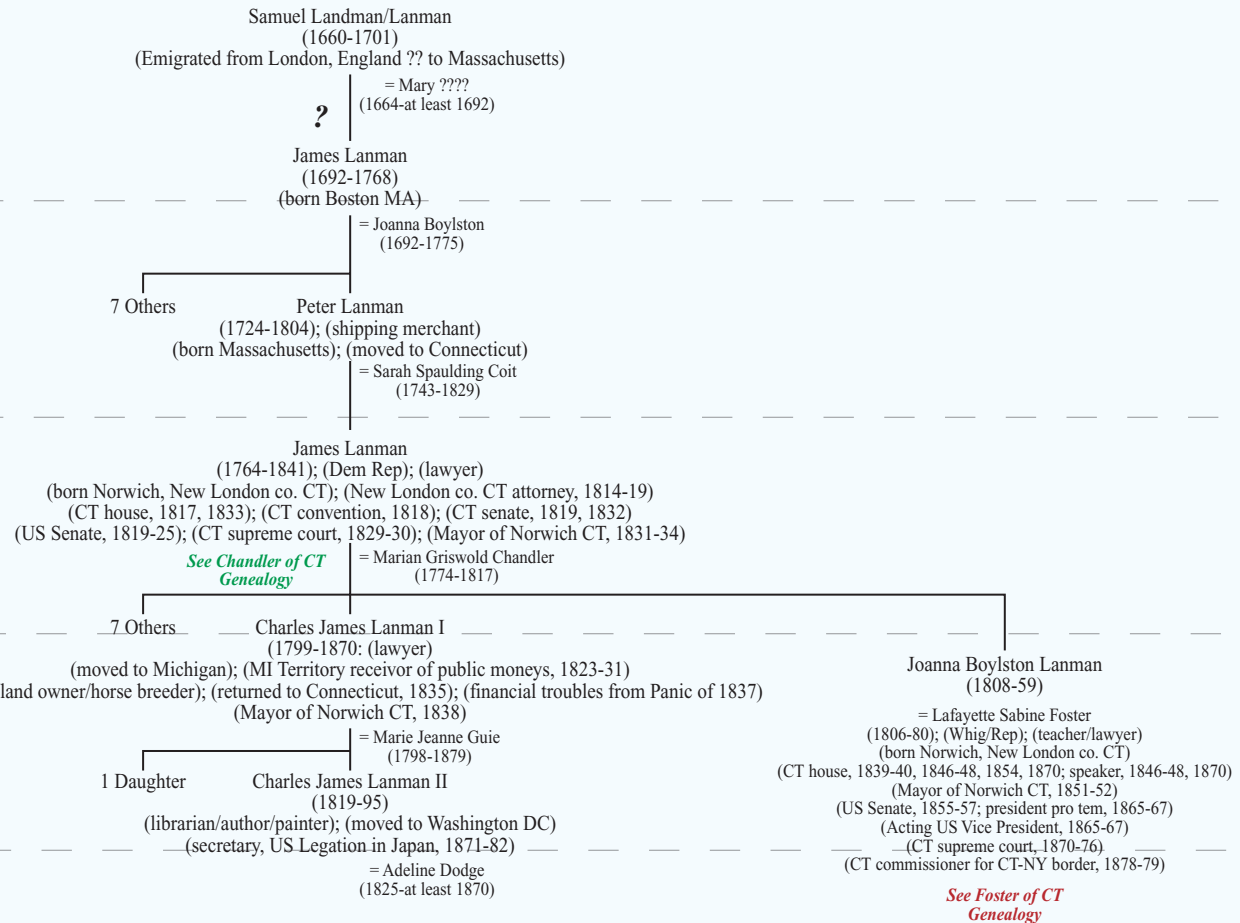 Samuel Landman/Lanman
(1660-1701)
(Emigrated from London, England ?? to Massachusetts)
= Mary ????
(1664-at least 1692)
?
James Lanman
(1692-1768)
(born Boston MA)
= Joanna Boylston
(1692-1775)
7 Others
Peter Lanman
(1724-1804); (shipping merchant)
(born Massachusetts); (moved to Connecticut)
= Sarah Spaulding Coit
(1743-1829)
James Lanman
(1764-1841); (Dem Rep); (lawyer)
(born Norwich, New London co. CT); (New London co. CT attorney, 1814-19)
(CT house, 1817, 1833); (CT convention, 1818); (CT senate, 1819, 1832)
(US Senate, 1819-25); (CT supreme court, 1829-30); (Mayor of Norwich CT, 1831-34)
See Chandler of CT
Genealogy
= Marian Griswold Chandler
(1774-1817)
7 Others
Charles James Lanman I
(1799-1870: (lawyer)
(moved to Michigan); (MI Territory receivor of public moneys, 1823-31)
land owner/horse breeder); (returned to Connecticut, 1835); (financial troubles from Panic of 1837)
(Mayor of Norwich CT, 1838)
= Marie Jeanne Guie
(1798-1879)
1 Daughter
Charles James Lanman II
(1819-95)
(librarian/author/painter); (moved to Washington DC)
(secretary, US Legation in Japan, 1871-82)
= Adeline Dodge
(1825-at least 1870)
Joanna Boylston Lanman
(1808-59)
= Lafayette Sabine Foster
(1806-80); (Whig/Rep); (teacher/lawyer)
(born Norwich, New London co. CT)
(CT house, 1839-40, 1846-48, 1854, 1870; speaker, 1846-48, 1870)
(Mayor of Norwich CT, 1851-52)
(US Senate, 1855-57; president pro tem, 1865-67)
(Acting US Vice President, 1865-67)
(CT supreme court, 1870-76)
(CT commissioner for CT-NY border, 1878-79)
See Foster of CT
Genealogy